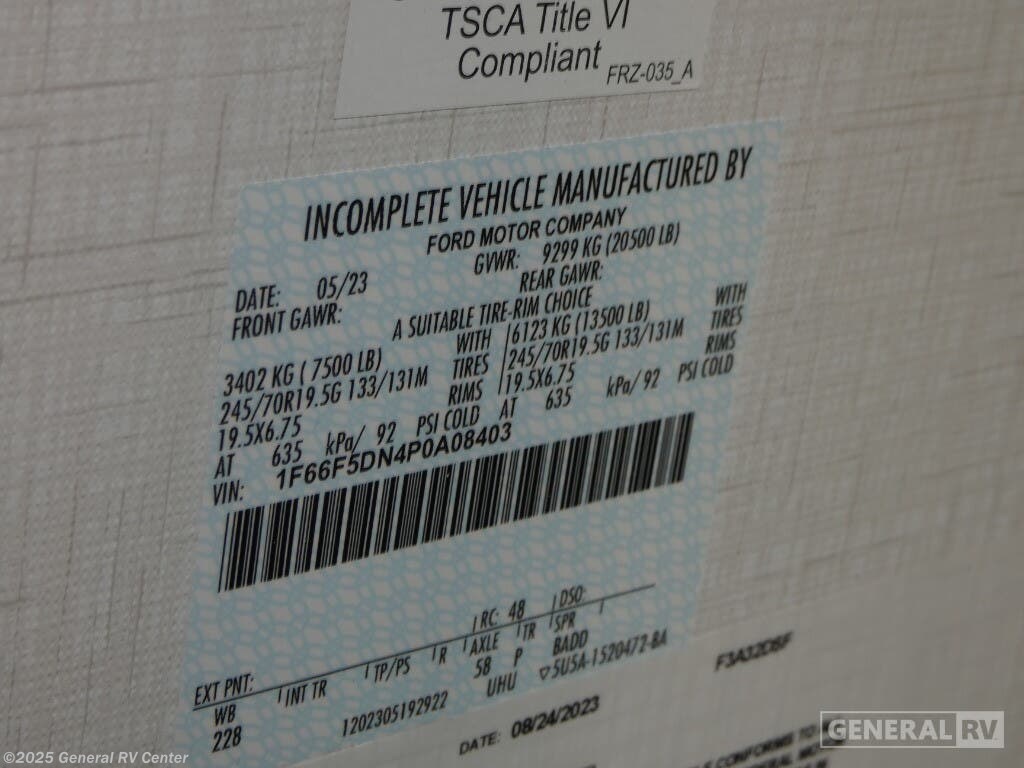 TSCA Title VI
Compliant
FRZ-035_A
INCOMPLETE VEHICLE MANUFACTURED BY
FORD MOTOR COMPANY
DATE: 05/23 GVWR: 9299 KG (20500 LB)
FRONT GAWR: REAR GAWR:
A SUITABLE TIRE-RIM CHOICE
3402 KG ( 7500 LB) WITH 6123 KG (13500 LB) WITH
245/70R19.5G 133/131M TIRES 245/70R19.5G 133/131M TIRES
19.5X6.75 RIMS 19.5X6.75 RIMS
AT 635 kPa/ 92 PSI COLD AT 635 kPa/ 92 PSI COLD
VIN: 1F66F5DN4P0A08403
EXT PNT: RC: 48 DSO:
WB INT TR TP/PS R AXLE TR SPR
228 58 P BADD
1202305192922 UHU ▽5U5A-1520472-BA
DATE: 08/24/2023
F3A32DSF
CONFORMS TO
GENERAL RV
©2025 General RV Center